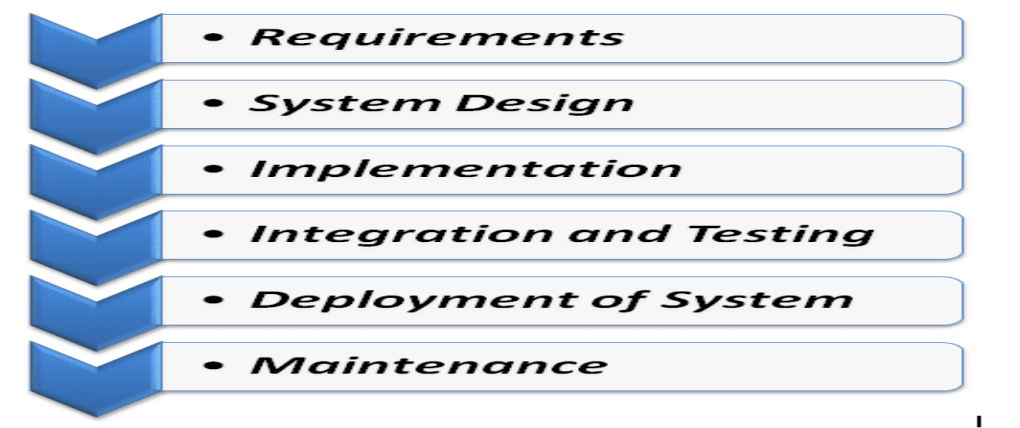 • Requirements
• System Design
• Implementation
• Integration and Testing
• Deployment of System
• Maintenance